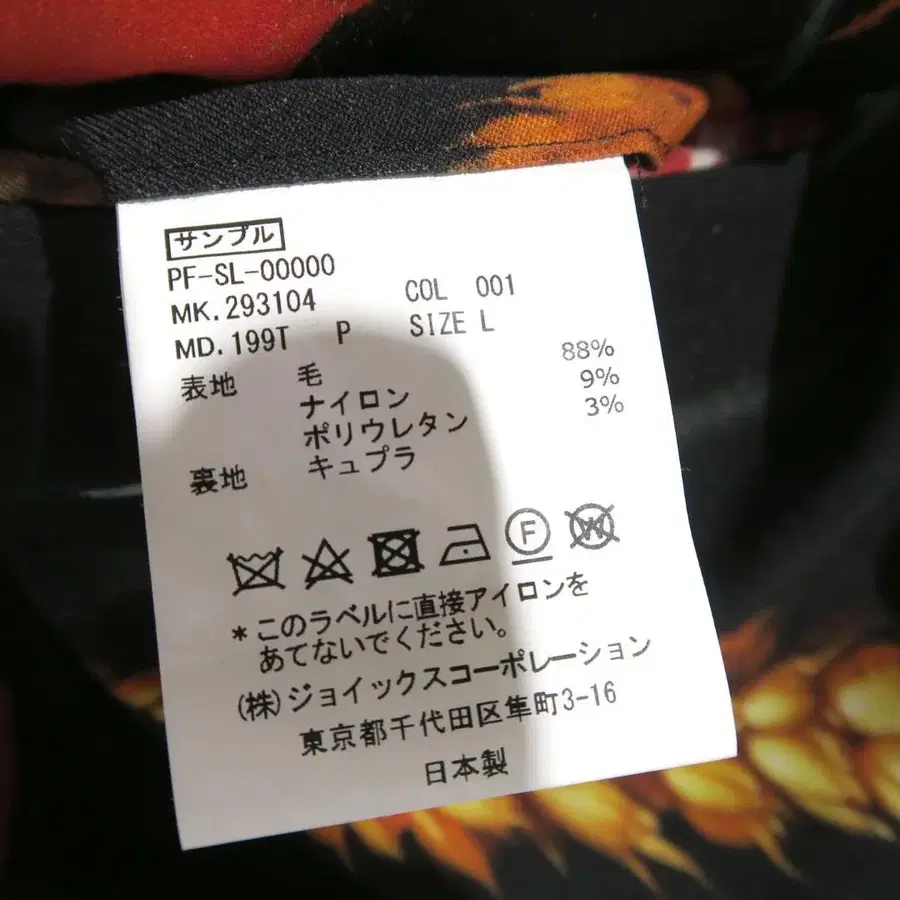 サンプル
PF-SL-00000
MK.293104 COL 001
MD.199T P SIZE L
表地 毛 88%
ナイロン 9%
ポリウレタン 3%
裏地 キュプラ
F W
*このラベルに直接アイロンを
あてないでください。
(株)ジョイックスコーポレーション
東京都千代田区隼町3-16
日本製